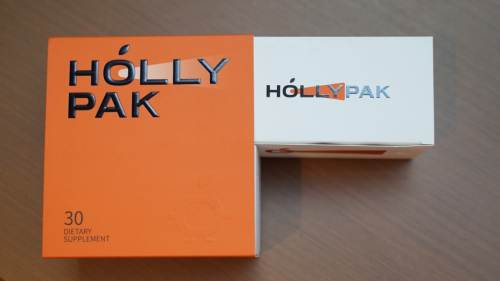 HÓLLY
PAK
30
DIETARY
SUPPLEMENT
HÓLLYPAK